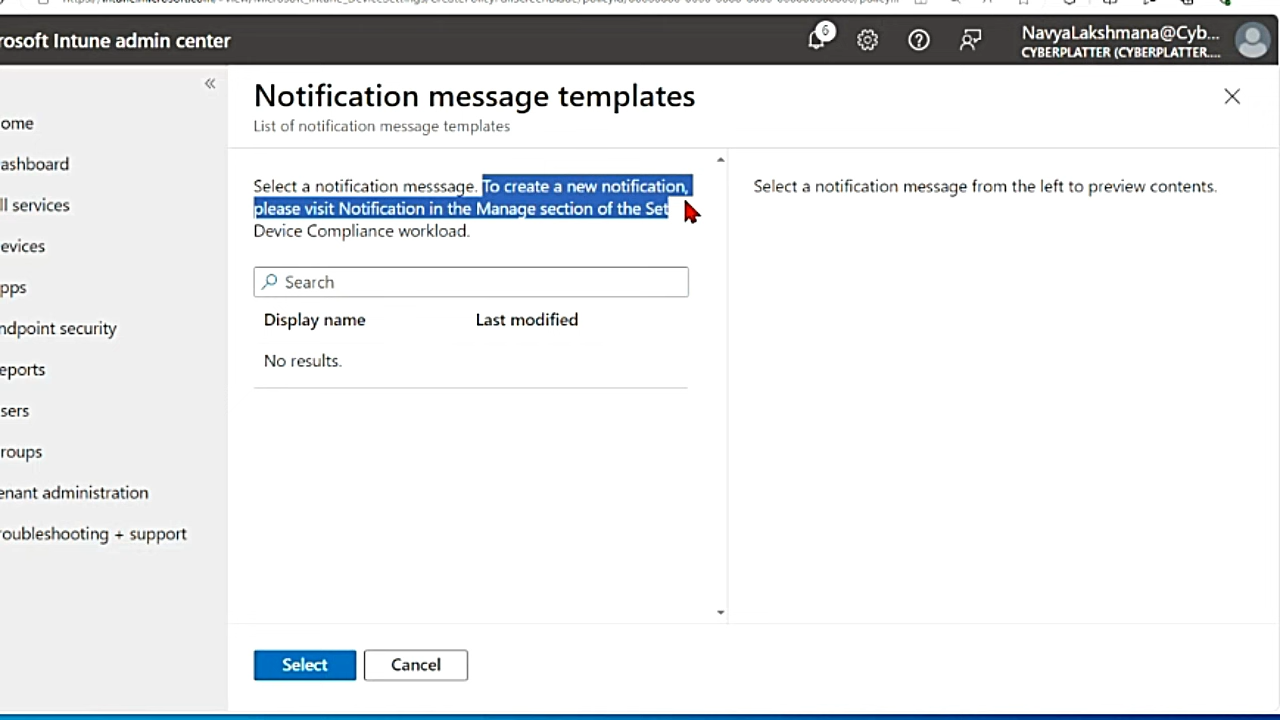 rosoft Intune admin center
6
NavyaLakshmana@Cyb...
CYBERPLATTER (CYBERPLATTER....
«
ome
ashboard
ll services
evices
pps
ndpoint security
eports
sers
roups
enant administration
roubleshooting + support
Notification message templates
List of notification message templates
Select a notification messsage. To create a new notification,
please visit Notification in the Manage section of the Set
Device Compliance workload.
Search
Display name Last modified
No results.
Select a notification message from the left to preview contents.
Select Cancel